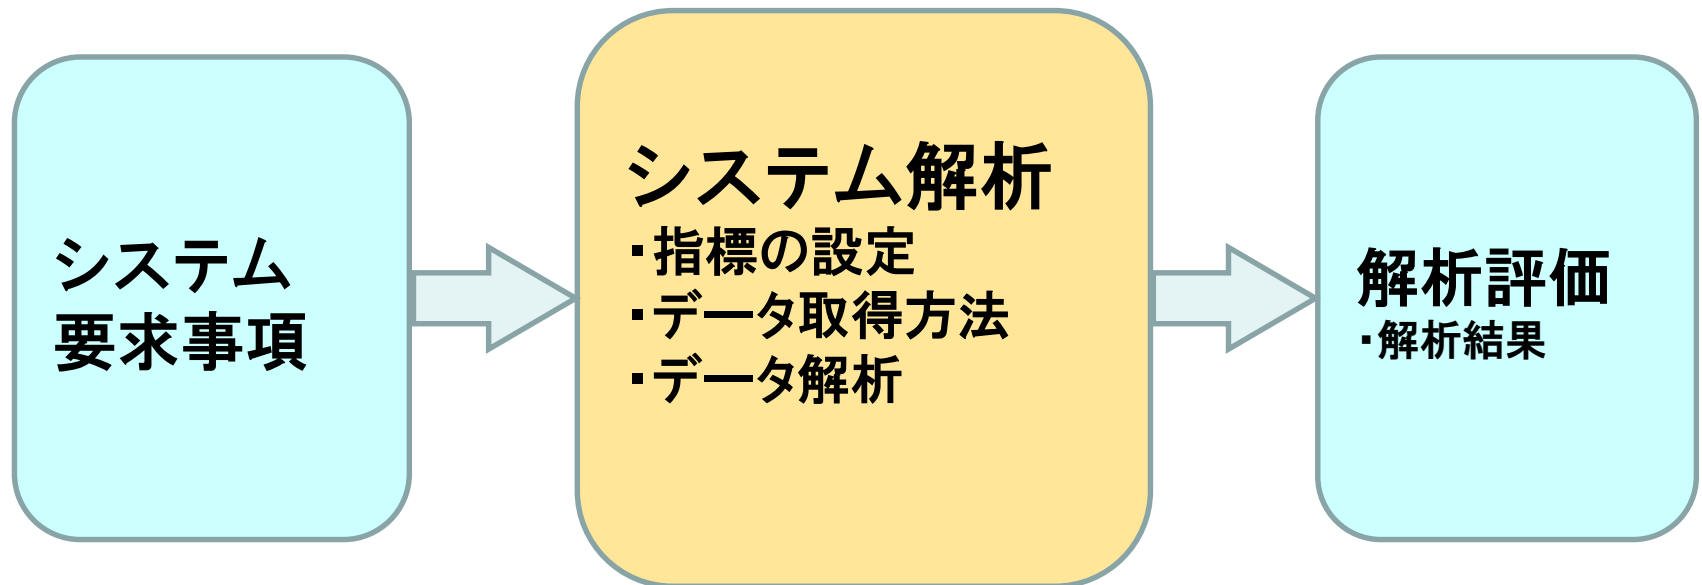 システム
要求事項
システム解析
・指標の設定
・データ取得方法
・データ解析
解析評価
・解析結果